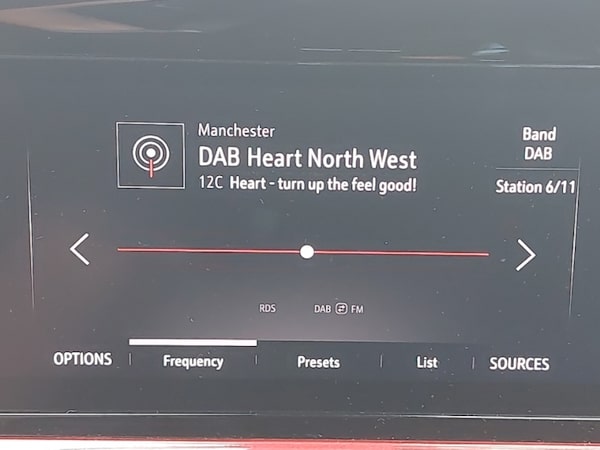 Manchester
DAB Heart North West
12C Heart - turn up the feel good!
Band
DAB
Station 6/11
RDS
DAB FM
OPTIONS
Frequency
Presets
List
SOURCES